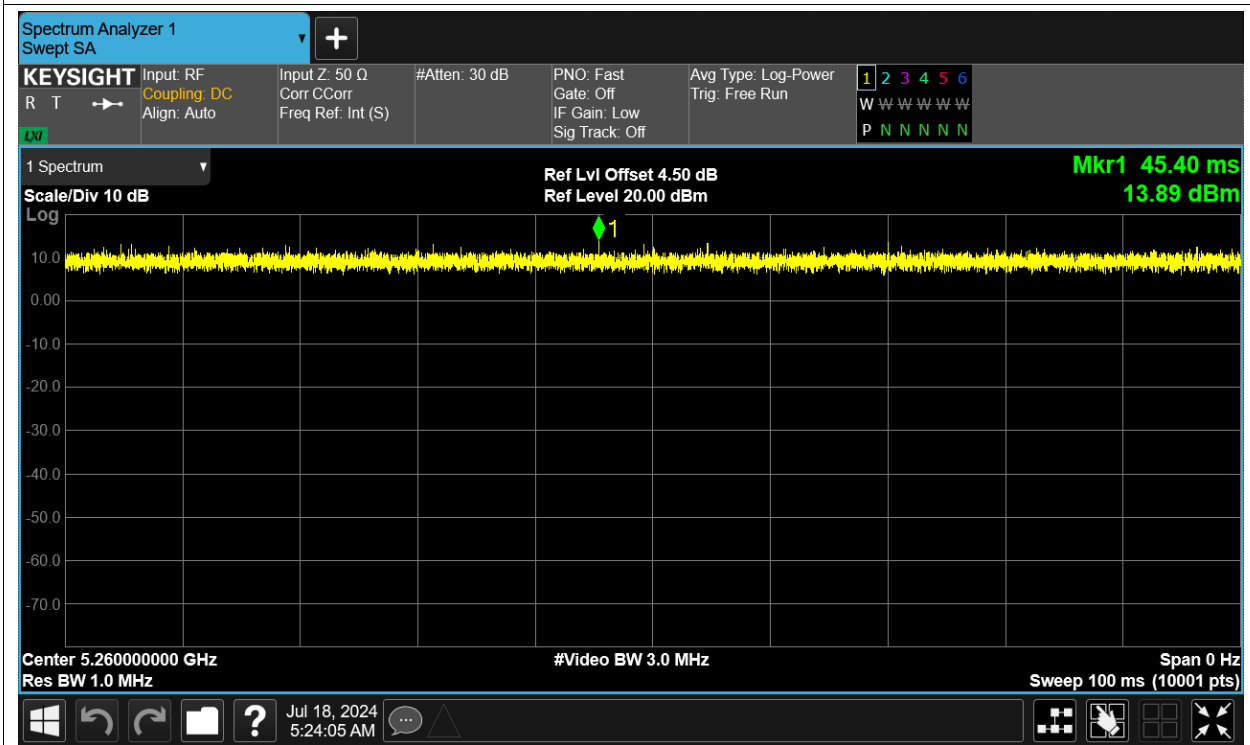 Spectrum Analyzer 1
Swept SA
KEYSIGHT
R T
LXI
Input: RF
Coupling: DC
Align: Auto
Input Z: 50 Ω
Corr CCorr
Freq Ref: Int (S)
#Atten: 30 dB
PNO: Fast
Gate: Off
IF Gain: Low
Sig Track: Off
Avg Type: Log-Power
Trig: Free Run
1 2 3 4 5 6
W W W W W W
P N N N N N
1 Spectrum
Scale/Div 10 dB
Log
Ref Lvl Offset 4.50 dB
Ref Level 20.00 dBm
Mkr1 45.40 ms
13.89 dBm
1
10.0
0.00
-10.0
-20.0
-30.0
-40.0
-50.0
-60.0
-70.0
Center 5.260000000 GHz
Res BW 1.0 MHz
#Video BW 3.0 MHz
Span 0 Hz
Sweep 100 ms (10001 pts)
?
Jul 18, 2024
5:24:05 AM